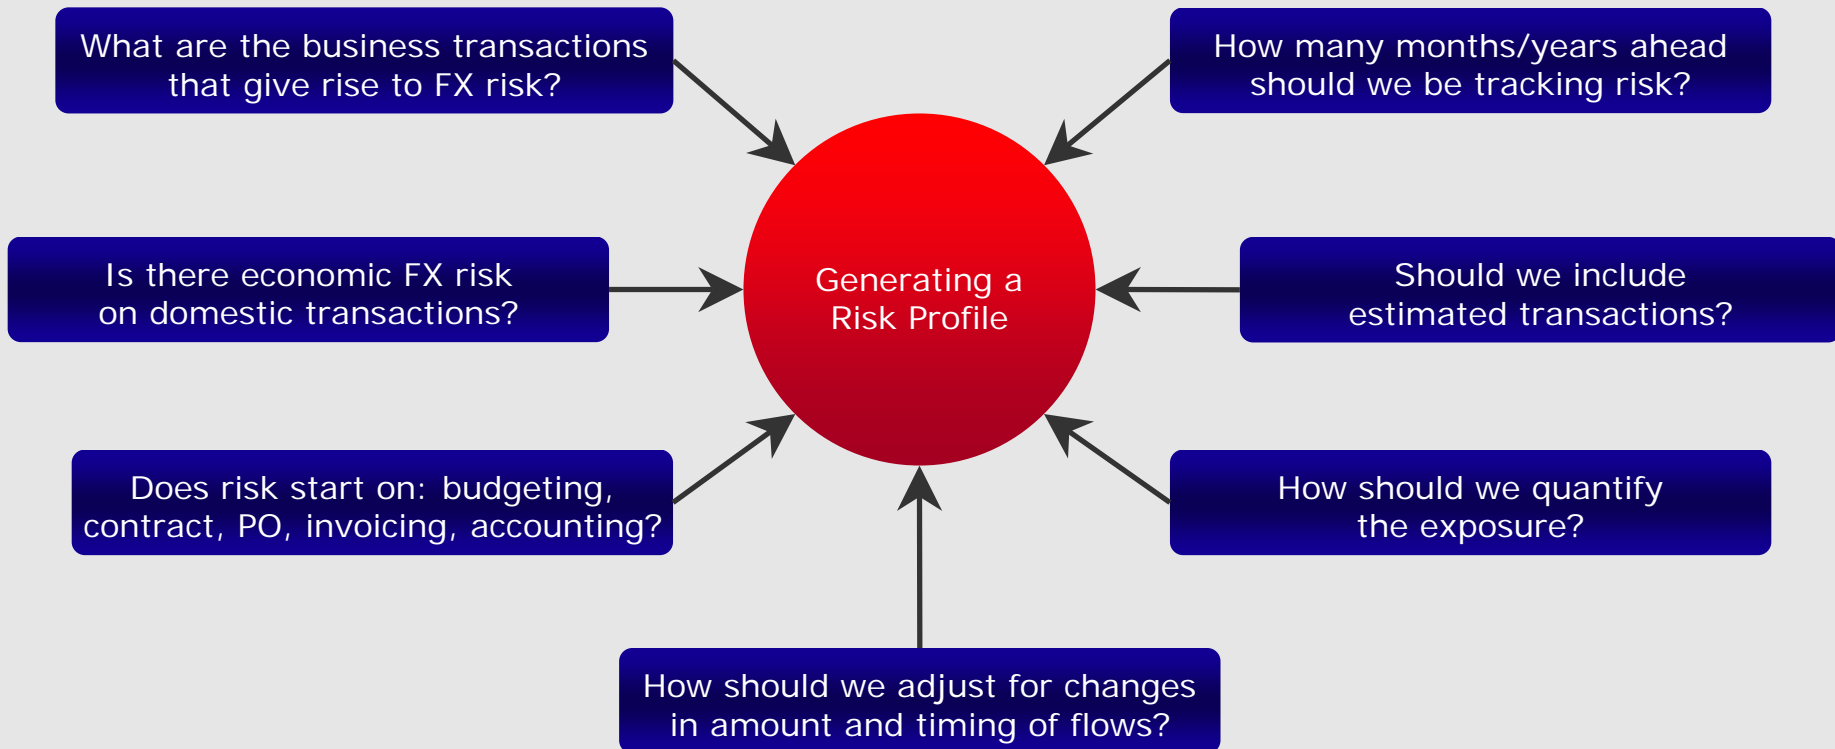 What are the business transactions
that give rise to FX risk?
How many months/years ahead
should we be tracking risk?
Is there economic FX risk
on domestic transactions?
Generating a
Risk Profile
Should we include
estimated transactions?
Does risk start on: budgeting,
contract, PO, invoicing, accounting?
How should we quantify
the exposure?
How should we adjust for changes
in amount and timing of flows?